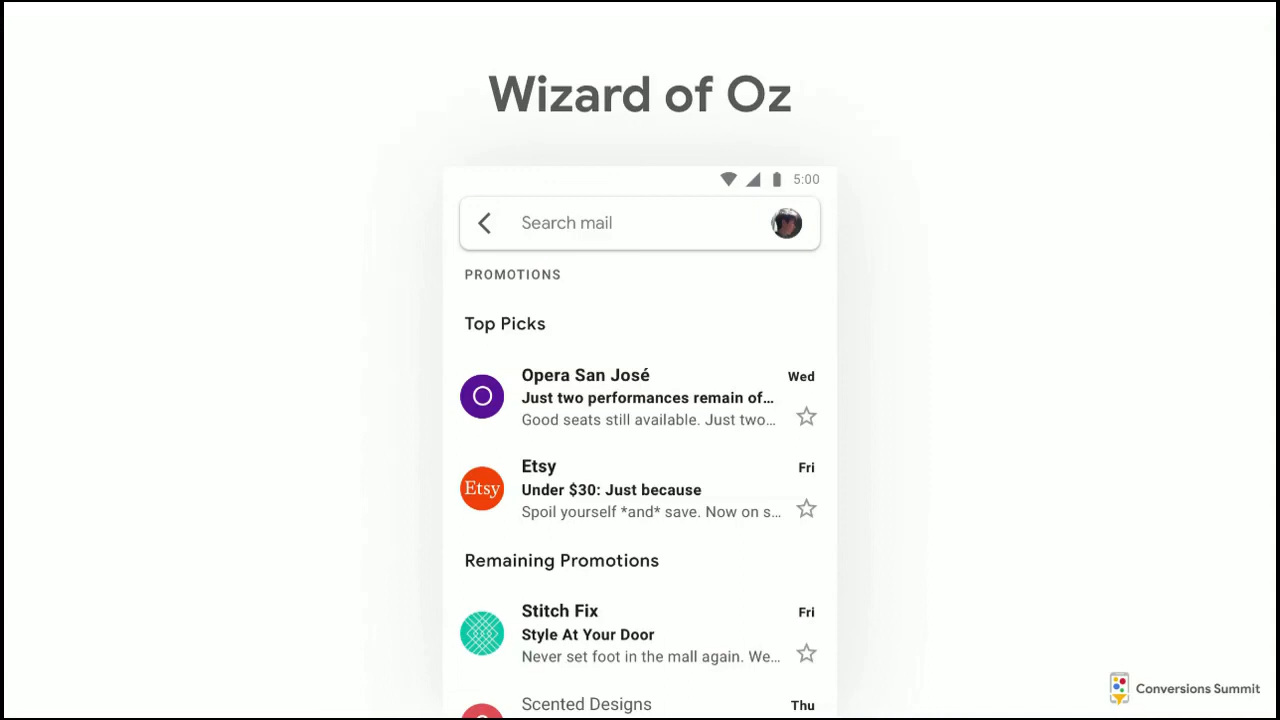 Wizard of Oz
5:00
Search mail
PROMOTIONS
Top Picks
Opera San José
Wed
O
Just two performances remain of...
Good seats still available. Just two...
Etsy
Fri
Etsy
Under $30: Just because
Spoil yourself *and* save. Now on s...
Remaining Promotions
Stitch Fix
Fri
Style At Your Door
Never set foot in the mall again. We...
Scented Designs
Thu
Conversions Summit